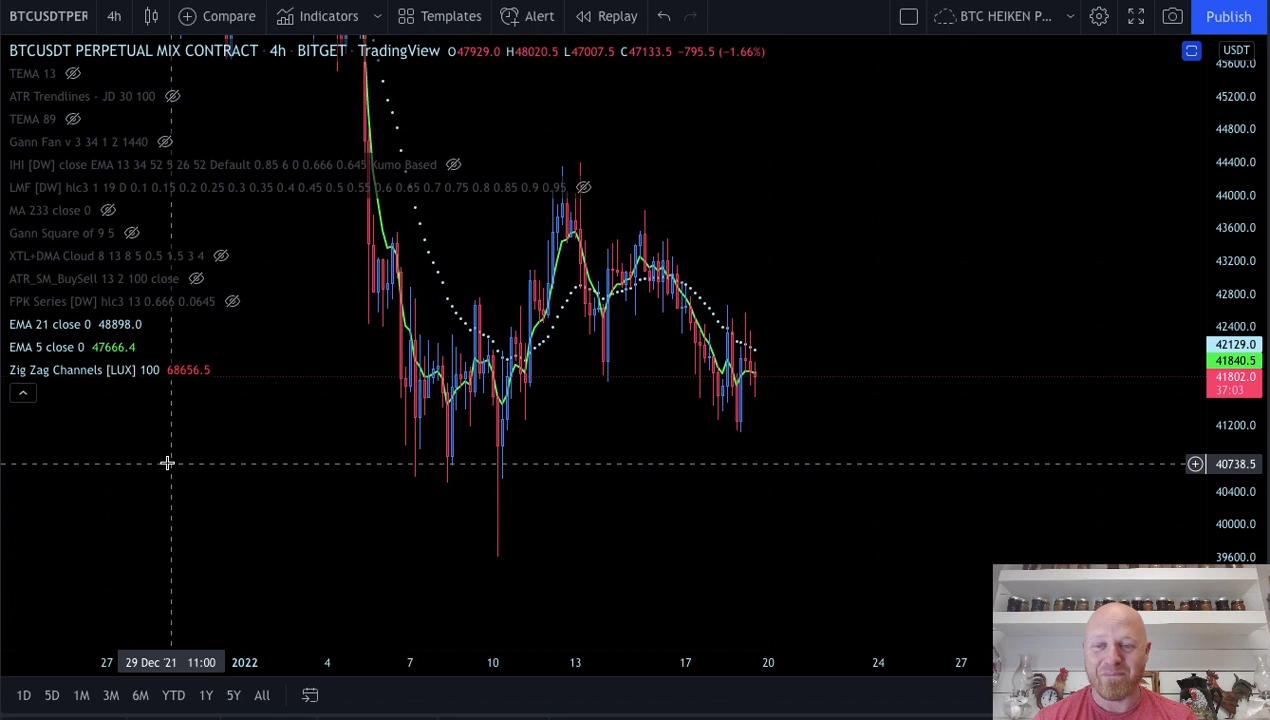 BTCUSDTPER 4h Compare Indicators Templates Alert Replay BTC HEIKEN P... Publish
BTCUSDT PERPETUAL MIX CONTRACT · 4h · BITGET · TradingView O47929.0 H48020.5 L47007.5 C47133.5 −795.5 (−1.66%)
USDT
TEMA 13
ATR Trendlines - JD 30 100
TEMA 89
Gann Fan v 3 34 1 2 1440
IHI [DW] close EMA 13 34 52 5 26 52 Default 0.85 6 0 0.666 0.645 Kumo Based
LMF [DW] hlc3 1 19 D 0.1 0.15 0.2 0.25 0.3 0.35 0.4 0.45 0.5 0.55 0.6 0.65 0.7 0.75 0.8 0.85 0.9 0.95
MA 233 close 0
Gann Square of 9 5
XTL+DMA Cloud 8 13 8 5 0.5 1.5 3 4
ATR_SM_BuySell 13 2 100 close
FPK Series [DW] hlc3 13 0.666 0.0645
EMA 21 close 0 48898.0
EMA 5 close 0 47666.4
Zig Zag Channels [LUX] 100 68656.5
45600.0
45200.0
44800.0
44400.0
44000.0
43600.0
43200.0
42800.0
42400.0
42129.0
41840.5
41802.0
37:03
41200.0
40738.5
40400.0
40000.0
39600.0
27 29 Dec '21 11:00 2022 4 7 10 13 17 20 24 27
1D 5D 1M 3M 6M YTD 1Y 5Y All